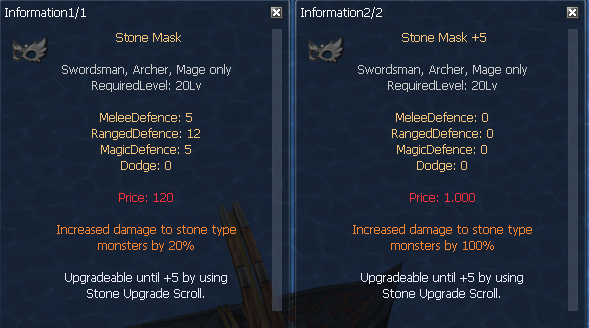 Information1/1
Stone Mask
Swordsman, Archer, Mage only
RequiredLevel: 20Lv
MeleeDefence: 5
RangedDefence: 12
MagicDefence: 5
Dodge: 0
Price: 120
Increased damage to stone type
monsters by 20%
Upgradeable until +5 by using
Stone Upgrade Scroll.
Information2/2
Stone Mask +5
Swordsman, Archer, Mage only
RequiredLevel: 20Lv
MeleeDefence: 0
RangedDefence: 0
MagicDefence: 0
Dodge: 0
Price: 1.000
Increased damage to stone type
monsters by 100%
Upgradeable until +5 by using
Stone Upgrade Scroll.